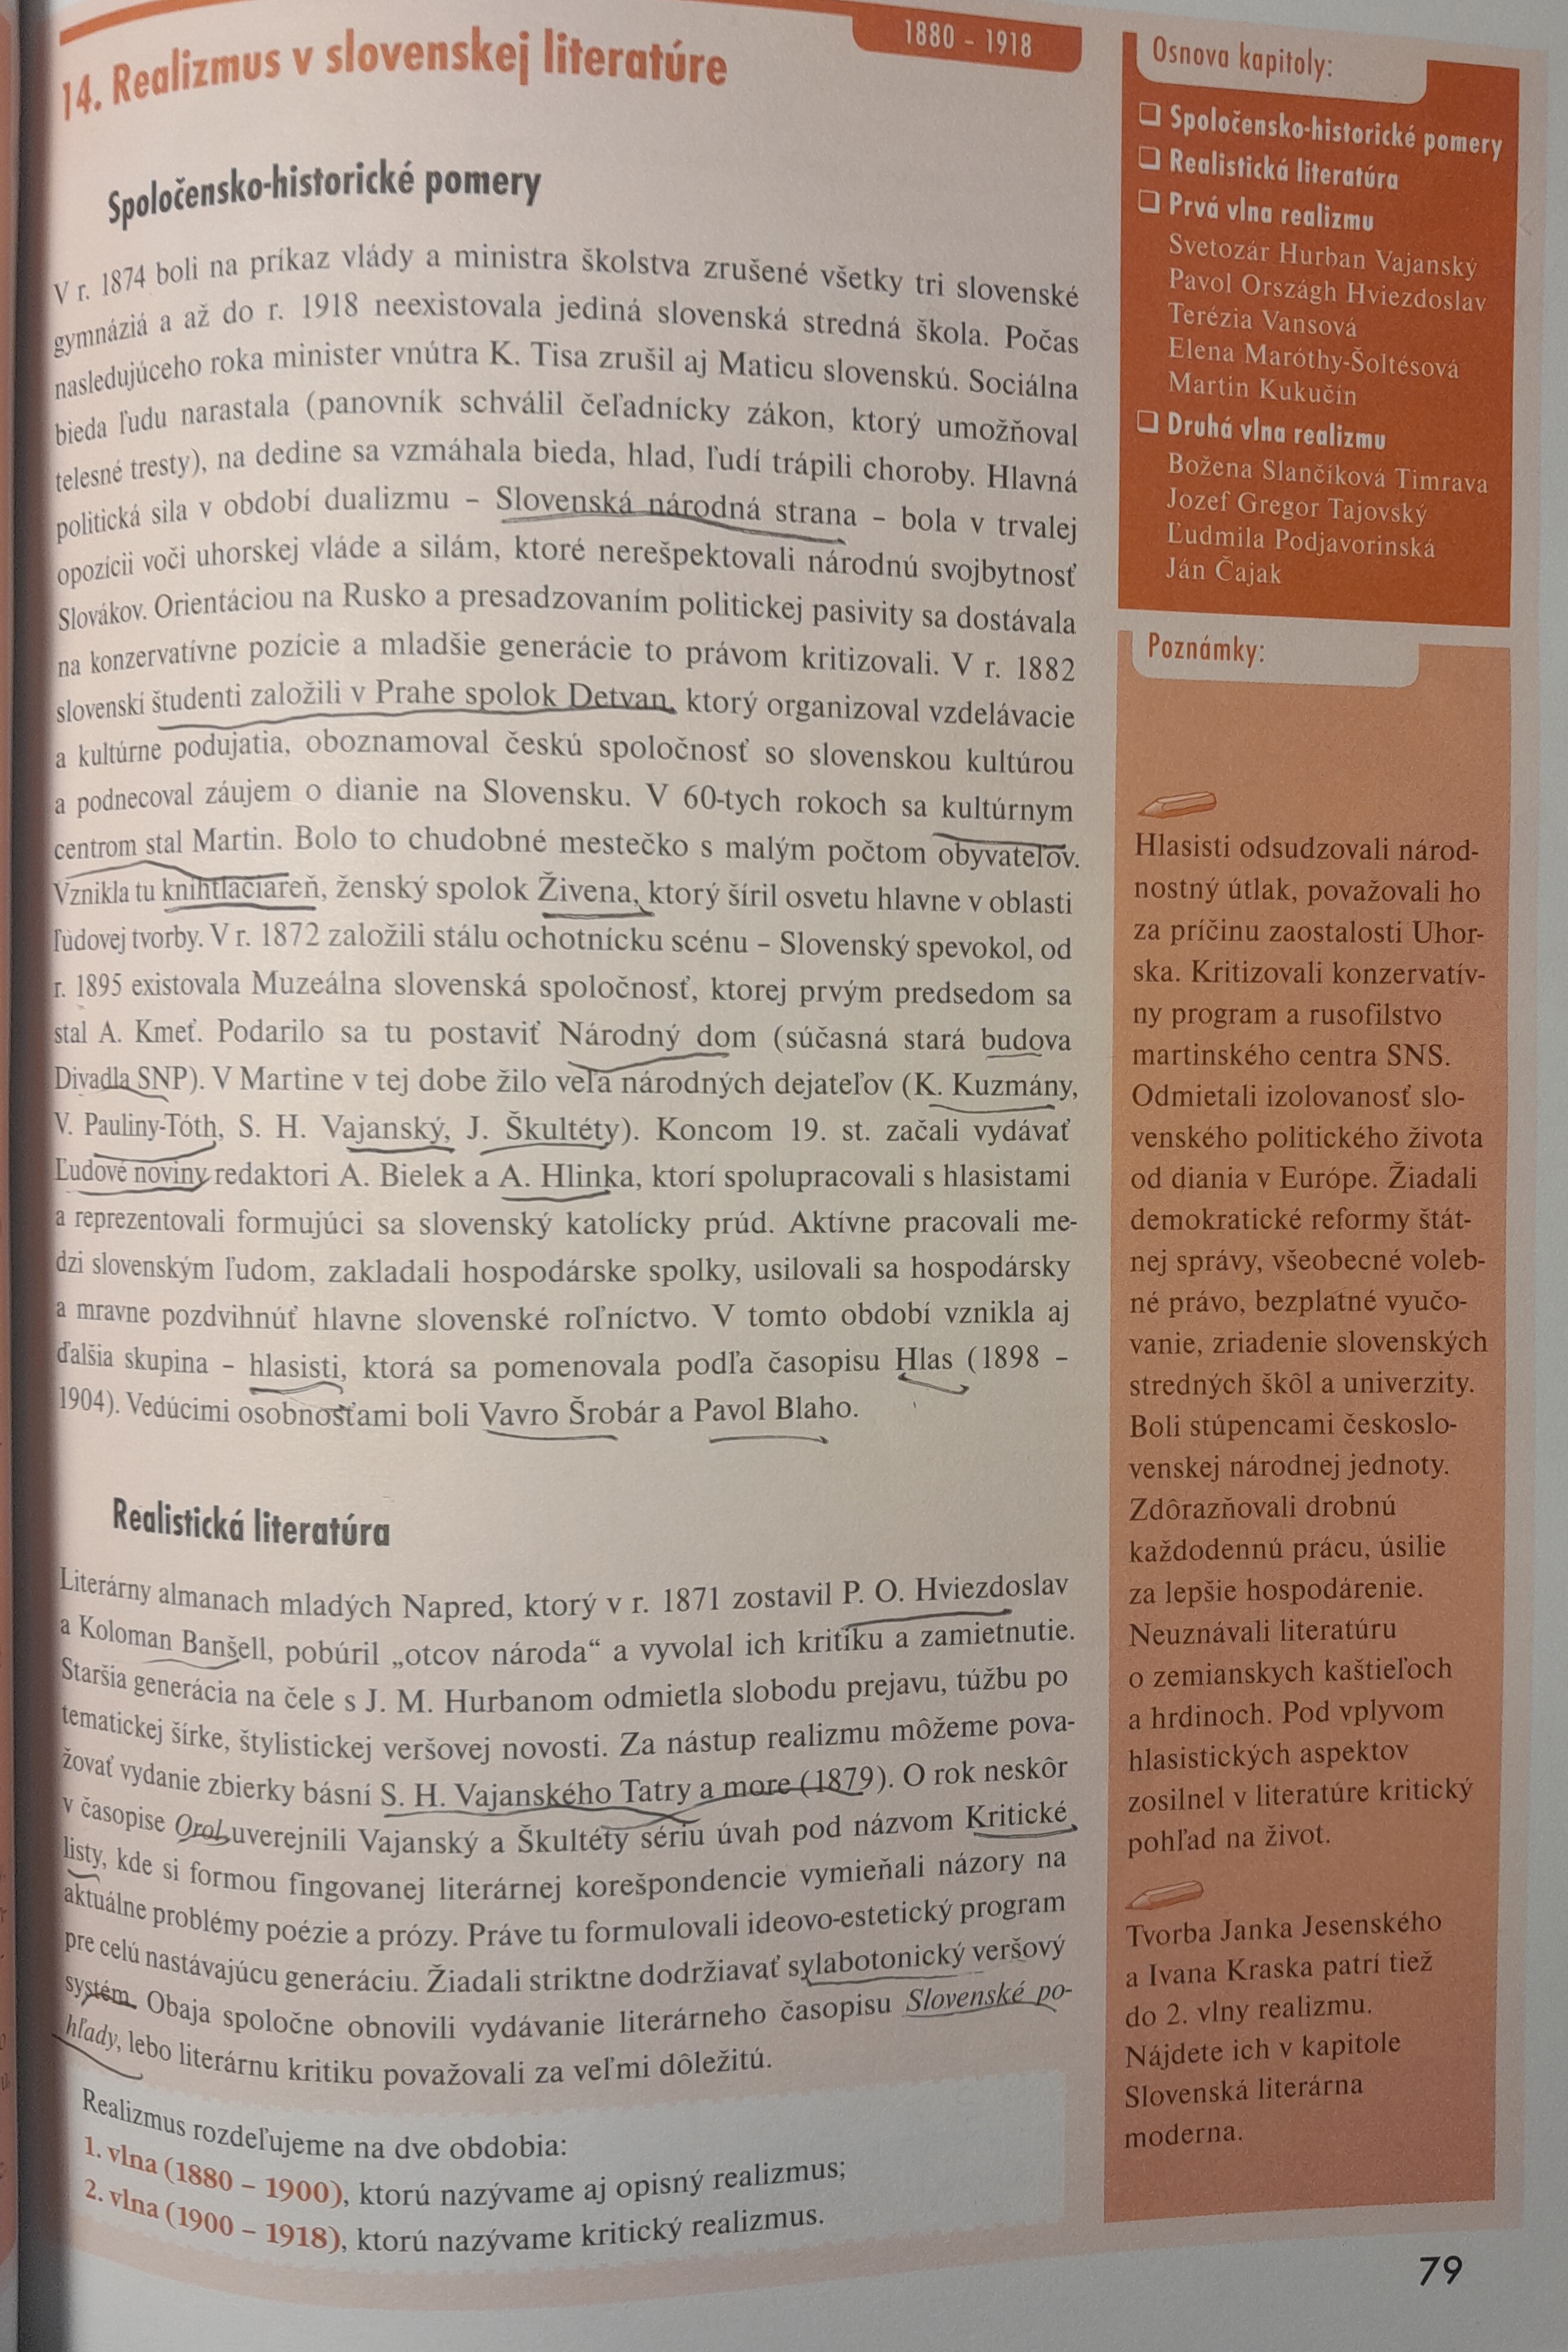 1880 – 1918
14. Realizmus v slovenskej literatúre
Spoločensko-historické pomery
V r. 1874 boli na príkaz vlády a ministra školstva zrušené všetky tri slovenské
gymnáziá a až do r. 1918 neexistovala jediná slovenská stredná škola. Počas
nasledujúceho roka minister vnútra K. Tisa zrušil aj Maticu slovenskú. Sociálna
bieda ľudu narastala (panovník schválil čeľadnícky zákon, ktorý umožňoval
telesné tresty), na dedine sa vzmáhala bieda, hlad, ľudí trápili choroby. Hlavná
politická sila v období dualizmu – Slovenská národná strana – bola v trvalej
opozícii voči uhorskej vláde a silám, ktoré nerešpektovali národnú svojbytnosť
Slovákov. Orientáciou na Rusko a presadzovaním politickej pasivity sa dostávala
na konzervatívne pozície a mladšie generácie to právom kritizovali. V r. 1882
slovenskí študenti založili v Prahe spolok Detvan, ktorý organizoval vzdelávacie
a kultúrne podujatia, oboznamoval českú spoločnosť so slovenskou kultúrou
a podnecoval záujem o dianie na Slovensku. V 60-tych rokoch sa kultúrnym
centrom stal Martin. Bolo to chudobné mestečko s malým počtom obyvateľov.
Vznikla tu kníhtlačiareň, ženský spolok Živena, ktorý šíril osvetu hlavne v oblasti
ľudovej tvorby. V r. 1872 založili stálu ochotnícku scénu – Slovenský spevokol, od
r. 1895 existovala Muzeálna slovenská spoločnosť, ktorej prvým predsedom sa
stal A. Kmeť. Podarilo sa tu postaviť Národný dom (súčasná stará budova
Divadla SNP). V Martine v tej dobe žilo veľa národných dejateľov (K. Kuzmány,
V. Pauliny-Tóth, S. H. Vajanský, J. Škultéty). Koncom 19. st. začali vydávať
Ľudové noviny redaktori A. Bielek a A. Hlinka, ktorí spolupracovali s hlasistami
a reprezentovali formujúci sa slovenský katolícky prúd. Aktívne pracovali me-
dzi slovenským ľudom, zakladali hospodárske spolky, usilovali sa hospodársky
a mravne pozdvihnúť hlavne slovenské roľníctvo. V tomto období vznikla aj
ďalšia skupina – hlasisti, ktorá sa pomenovala podľa časopisu Hlas (1898 –
1904). Vedúcimi osobnosťami boli Vavro Šrobár a Pavol Blaho.
Realistická literatúra
Literárny almanach mladých Napred, ktorý v r. 1871 zostavil P. O. Hviezdoslav
a Koloman Banšell, pobúril „otcov národa“ a vyvolal ich kritiku a zamietnutie.
Staršia generácia na čele s J. M. Hurbanom odmietla slobodu prejavu, túžbu po
tematickej šírke, štylistickej veršovej novosti. Za nástup realizmu môžeme pova-
žovať vydanie zbierky básní S. H. Vajanského Tatry a more (1879). O rok neskôr
v časopise Orol uverejnili Vajanský a Škultéty sériu úvah pod názvom Kritické
listy, kde si formou fingovanej literárnej korešpondencie vymieňali názory na
aktuálne problémy poézie a prózy. Práve tu formulovali ideovo-estetický program
pre celú nastávajúcu generáciu. Žiadali striktne dodržiavať sylabotonický veršový
systém. Obaja spoločne obnovili vydávanie literárneho časopisu Slovenské po-
hľady, lebo literárnu kritiku považovali za veľmi dôležitú.
Realizmus rozdeľujeme na dve obdobia:
1. vlna (1880 – 1900), ktorú nazývame aj opisný realizmus;
2. vlna (1900 – 1918), ktorú nazývame kritický realizmus.
Osnova kapitoly:
❏ Spoločensko-historické pomery
❏ Realistická literatúra
❏ Prvá vlna realizmu
Svetozár Hurban Vajanský
Pavol Országh Hviezdoslav
Terézia Vansová
Elena Maróthy-Šoltésová
Martin Kukučín
❏ Druhá vlna realizmu
Božena Slančíková Timrava
Jozef Gregor Tajovský
Ľudmila Podjavorinská
Ján Čajak
Poznámky:
Hlasisti odsudzovali národ-
nostný útlak, považovali ho
za príčinu zaostalosti Uhor-
ska. Kritizovali konzervatív-
ny program a rusofilstvo
martinského centra SNS.
Odmietali izolovanosť slo-
venského politického života
od diania v Európe. Žiadali
demokratické reformy štát-
nej správy, všeobecné voleb-
né právo, bezplatné vyučo-
vanie, zriadenie slovenských
stredných škôl a univerzity.
Boli stúpencami českoslo-
venskej národnej jednoty.
Zdôrazňovali drobnú
každodennú prácu, úsilie
za lepšie hospodárenie.
Neuznávali literatúru
o zemianskych kaštieľoch
a hrdinoch. Pod vplyvom
hlasistických aspektov
zosilnel v literatúre kritický
pohľad na život.
Tvorba Janka Jesenského
a Ivana Kraska patrí tiež
do 2. vlny realizmu.
Nájdete ich v kapitole
Slovenská literárna
moderna.
79